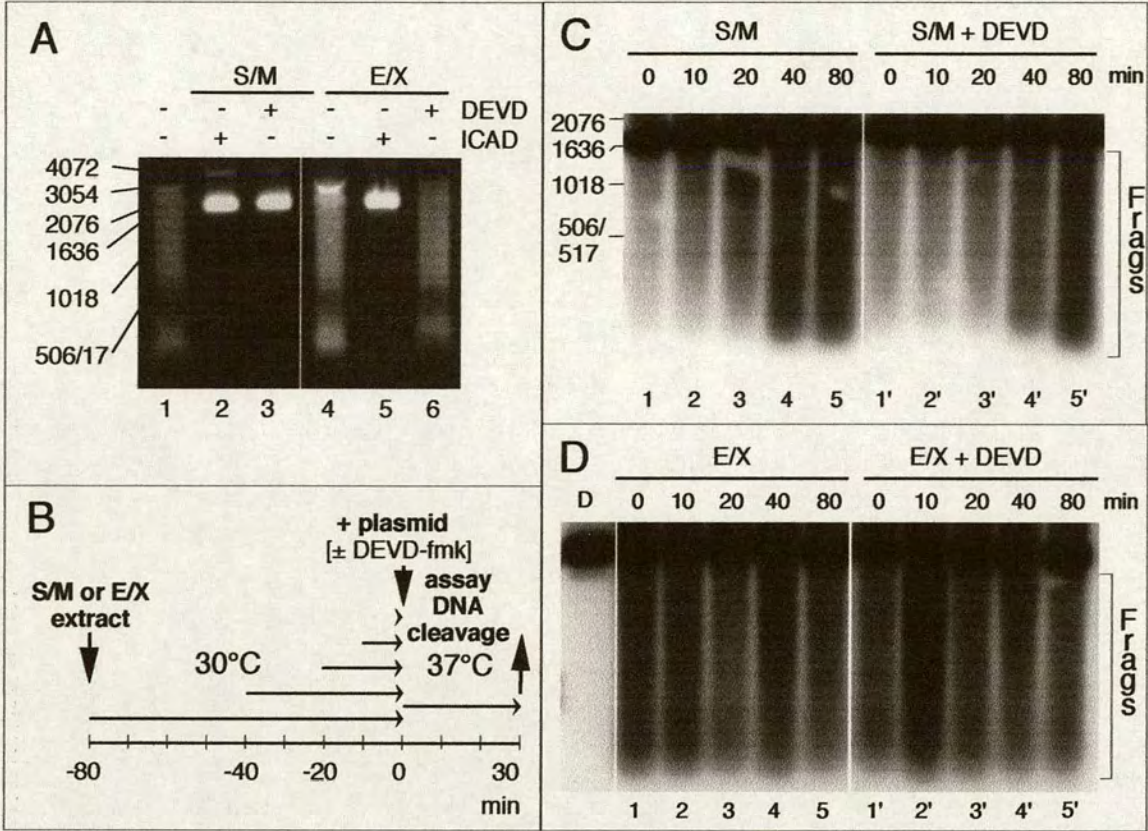 A
S/M E/X
- - + - - + DEVD
- + - - + - ICAD
4072
3054
2076
1636
1018
506/17
1 2 3 4 5 6
B
+ plasmid
[± DEVD-fmk]
S/M or E/X
extract
assay
DNA
cleavage
30°C 37°C
-80 -40 -20 0 30
min
C
S/M S/M + DEVD
0 10 20 40 80 0 10 20 40 80 min
2076
1636
1018
506/
517
Frags
1 2 3 4 5 1' 2' 3' 4' 5'
D
E/X E/X + DEVD
D 0 10 20 40 80 0 10 20 40 80 min
Frags
1 2 3 4 5 1' 2' 3' 4' 5'